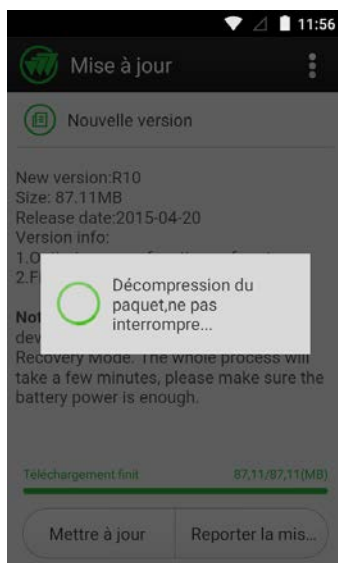 11:56
Mise à jour
Nouvelle version
New version:R10
Size: 87.11MB
Release date:2015-04-20
Version info:
Décompression du
paquet,ne pas
interrompre...
Recovery Mode. The whole process will
take a few minutes, please make sure the
battery power is enough.
Téléchargement finit 87,11/87,11(MB)
Mettre à jour Reporter la mis...